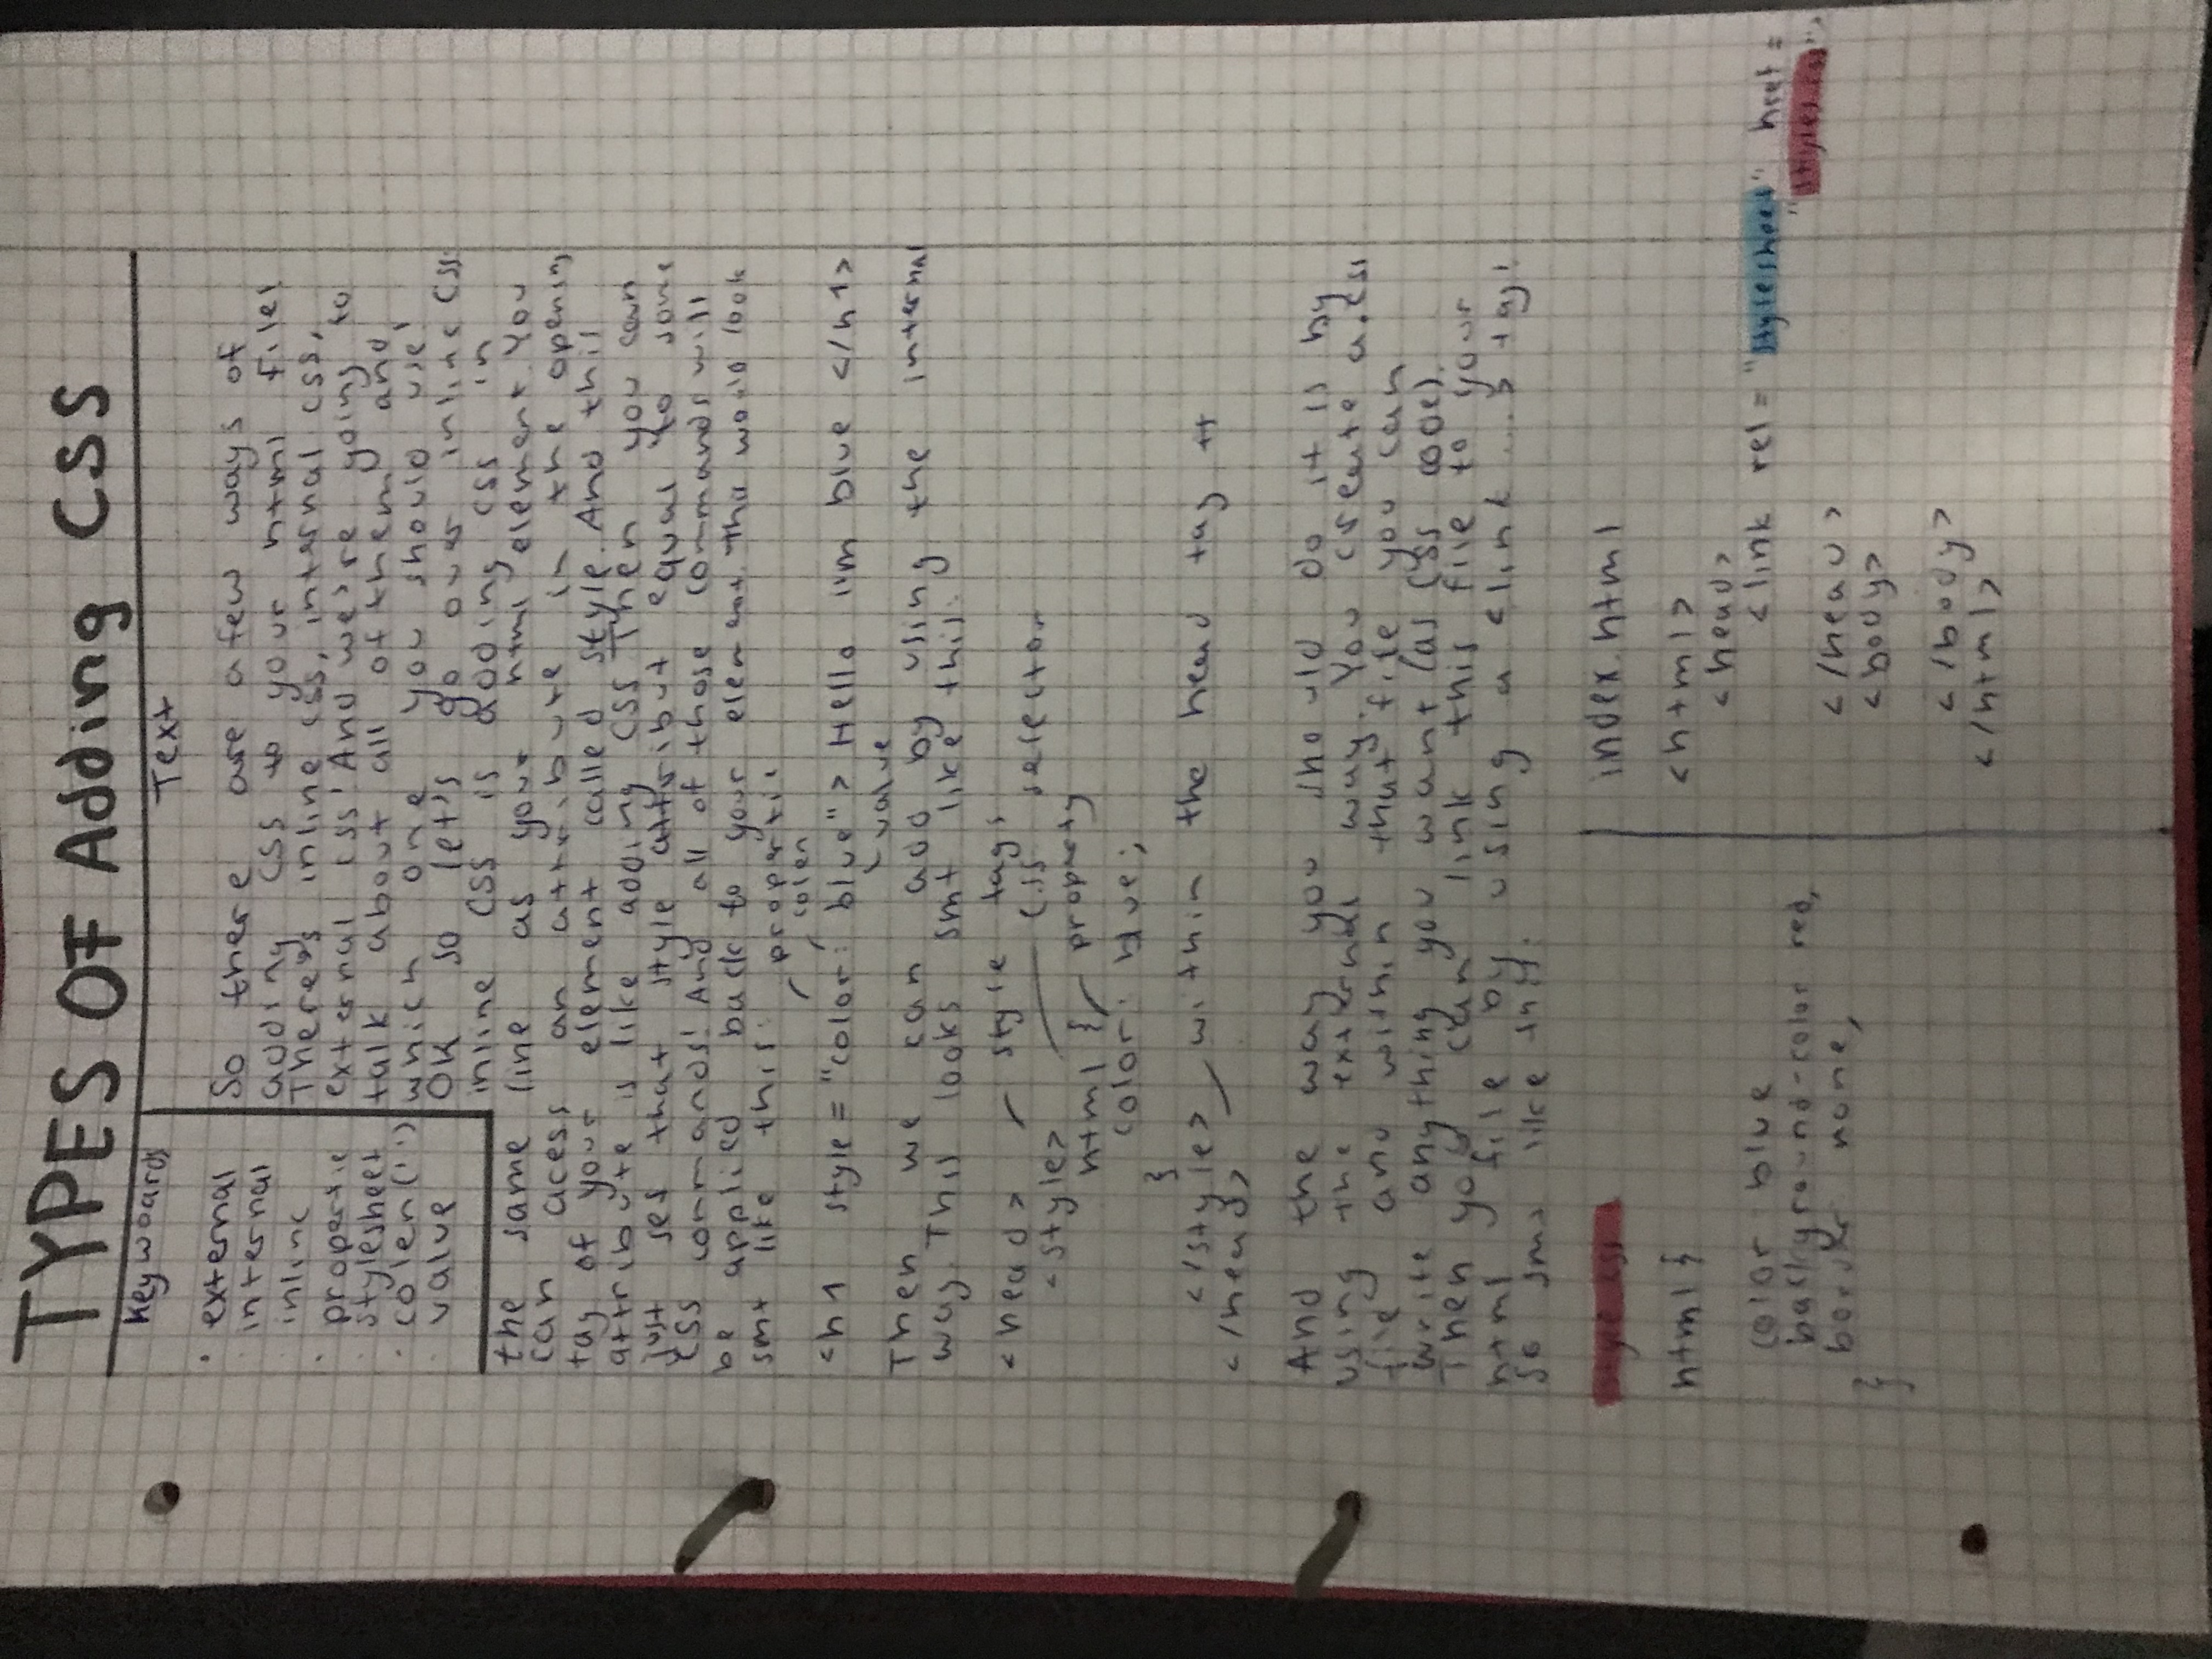 TYPES OF Adding CSS
Keywoards
Text
· external
· internal
· inline
· propertie
· stylesheet
· colen(':')
· value
So there are a few ways of
adding CSS to your html file!
There's inline css, internal css,
external css! And we're going to
talk about all of them and
which one you should use!
OK so let's go over inline CSS:
inline CSS is adding css in
the same line as your html element. You
can acess an attribute in the opening
tag of your element called style. And this
attribute is like adding CSS Then you can
just set that style attribut equal to some
CSS commands! And all of those commands will
be applied back to your element. would look
smt like this:
propertie
colen
<h1 style = "color: blue"> Hello I'm blue </h1>
value
Then we can add by using the internal
way. This looks smt like this:
<head>
style tags
<style>
css selector
html {
property
color: blue;
}
</style>
within the head tag
</head>
And the way you should do it is by
using the external way. You create a .css
file and within that file you can
write anything you want (as CSS code).
Then you can link this file to your
html file by using a <link ...> tag!
So like this:
style.css
html {
color: blue
background-color red,
border none,
}
index.html
<html>
<head>
<link rel = "stylesheet" href =
"styles.css">
</head>
<body>
</body>
</html>